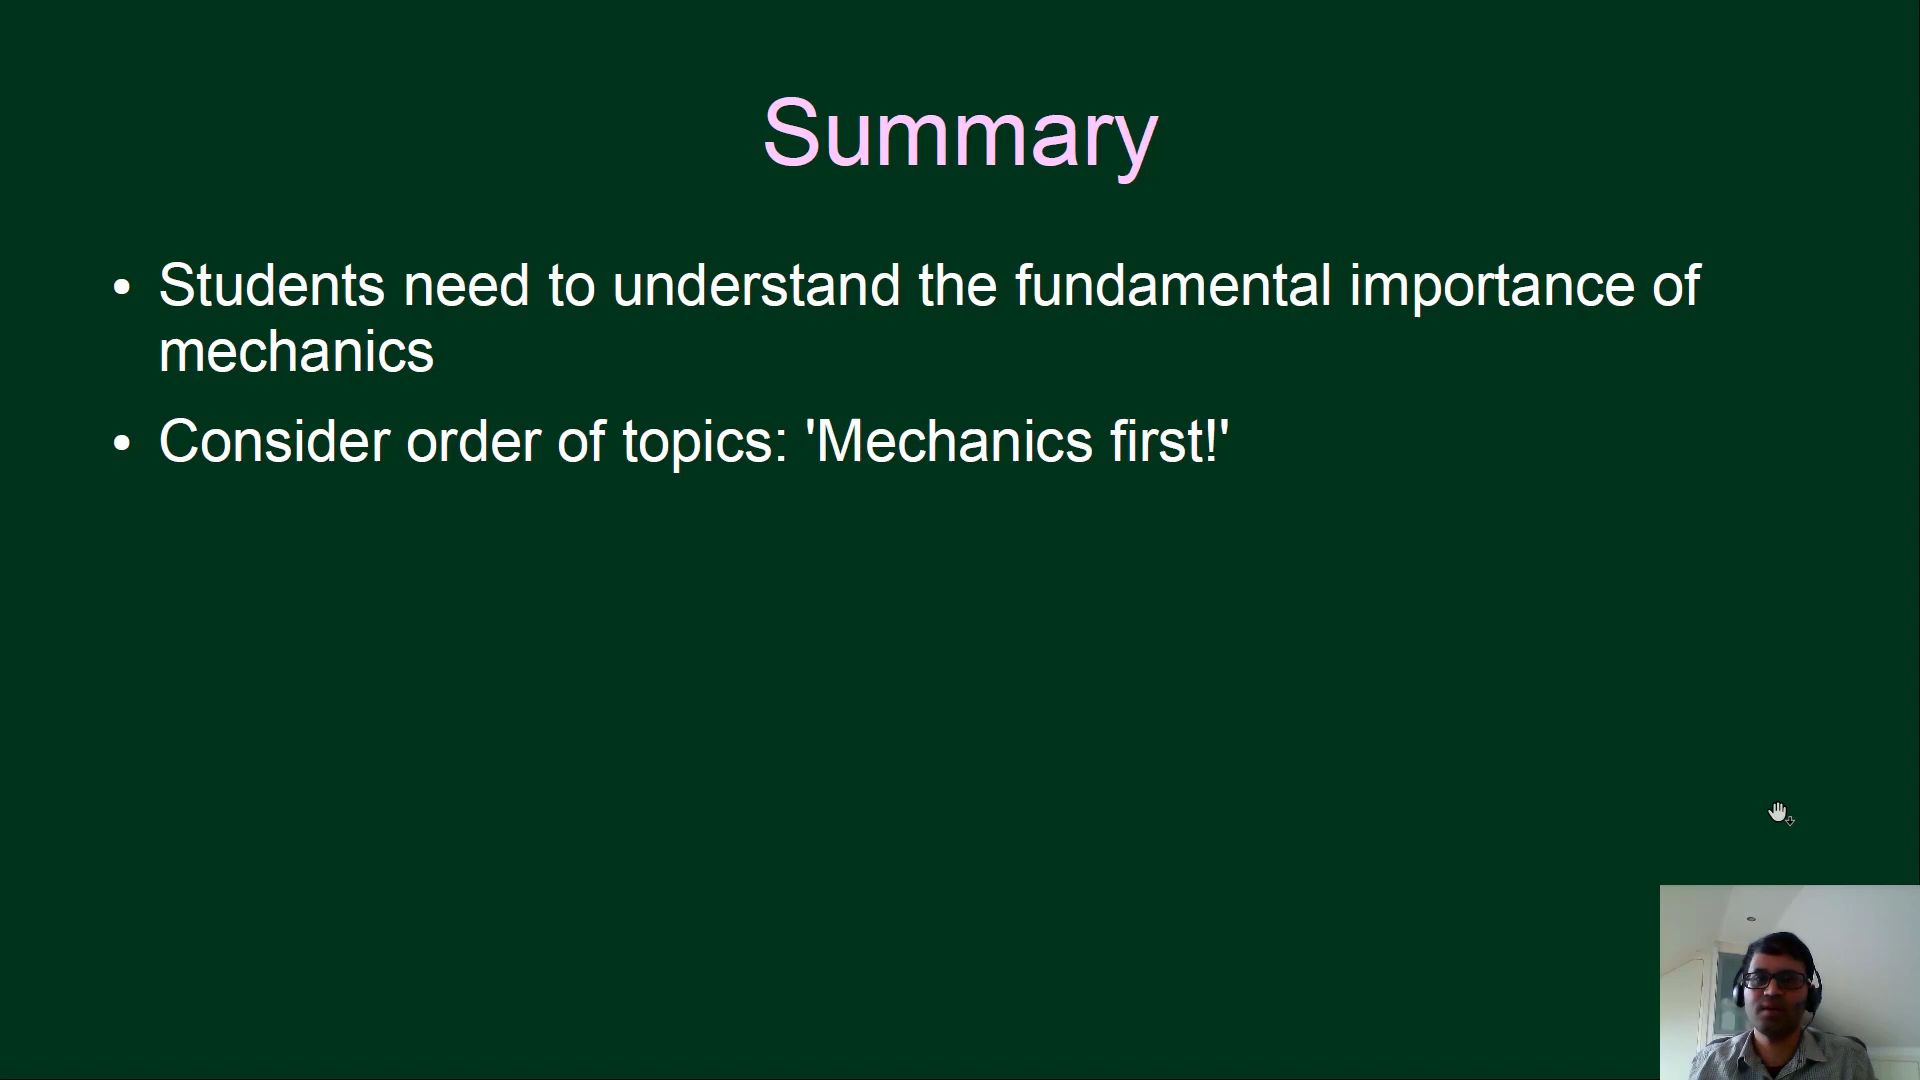 Summary
• Students need to understand the fundamental importance of
mechanics
• Consider order of topics: 'Mechanics first!'